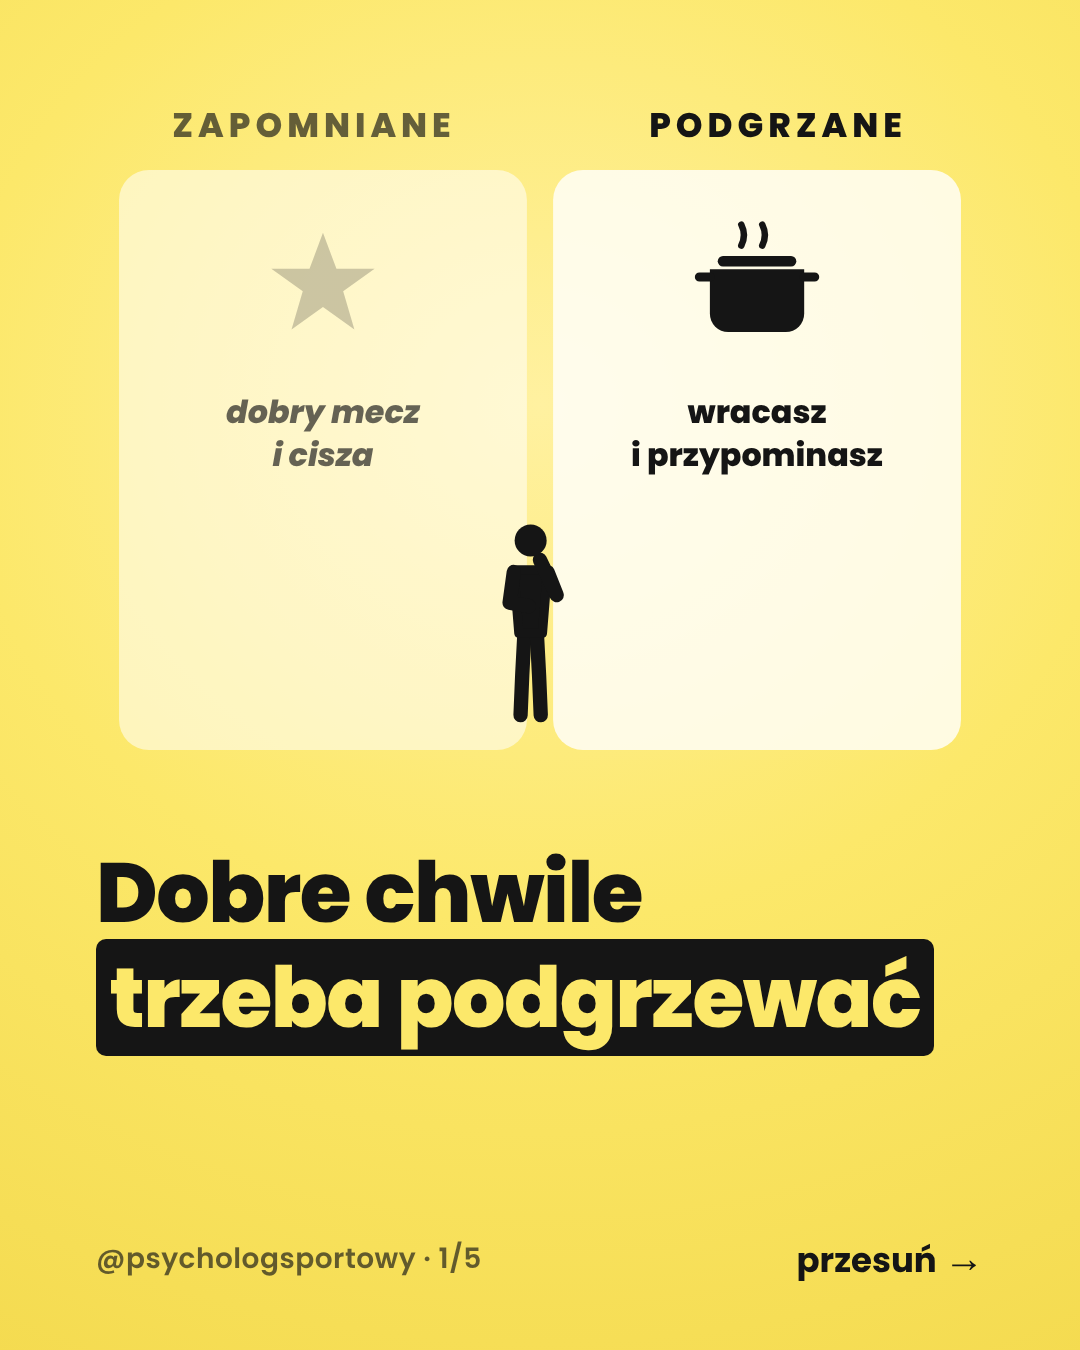 ZAPOMNIANE
PODGRZANE
dobry mecz
i cisza
wracasz
i przypominasz
Dobre chwile
trzeba podgrzewać
@psychologsportowy · 1/5
przesuń →